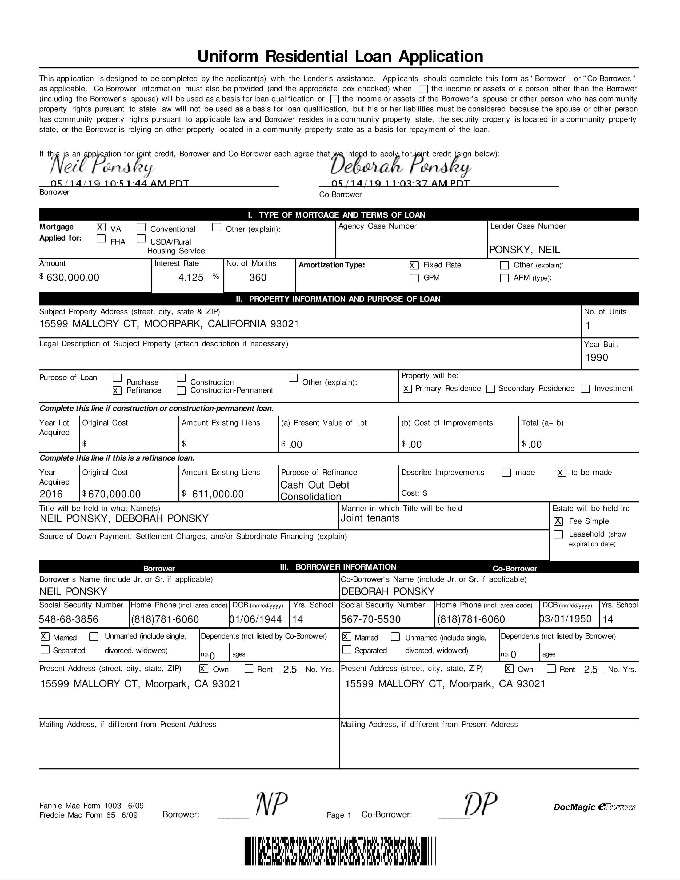 Uniform Residential Loan Application
This application is designed to be completed by the applicant(s) with the Lender's assistance. Applicants should complete this form as "Borrower" or "Co-Borrower,"
as applicable. Co-Borrower information must also be provided (and the appropriate box checked) when the income or assets of a person other than the Borrower
(including the Borrower's spouse) will be used as a basis for loan qualification or the income or assets of the Borrower's spouse or other person who has community
property rights pursuant to state law will not be used as a basis for loan qualification, but his or her liabilities must be considered because the spouse or other person
has community property rights pursuant to applicable law and Borrower resides in a community property state, the security property is located in a community property
state, or the Borrower is relying on other property located in a community property state as a basis for repayment of the loan.
If this is an application for joint credit, Borrower and Co-Borrower each agree that we intend to apply for joint credit (sign below):
Neil Ponsky Deborah Ponsky
05/14/19 10:51:44 AM PDT 05/14/19 11:03:37 AM PDT
Borrower Co-Borrower
I. TYPE OF MORTGAGE AND TERMS OF LOAN
Mortgage X VA Conventional Other (explain): Agency Case Number Lender Case Number
Applied for: FHA USDA/Rural
Housing Service PONSKY, NEIL
Amount Interest Rate No. of Months Amortization Type: X Fixed Rate Other (explain):
$ 630,000.00 4.125 % 360 GPM ARM (type):
II. PROPERTY INFORMATION AND PURPOSE OF LOAN
Subject Property Address (street, city, state & ZIP) No. of Units
15599 MALLORY CT, MOORPARK, CALIFORNIA 93021 1
Legal Description of Subject Property (attach description if necessary) Year Built
1990
Purpose of Loan Purchase Construction Other (explain): Property will be:
X Refinance Construction-Permanent X Primary Residence Secondary Residence Investment
Complete this line if construction or construction-permanent loan.
Year Lot Original Cost Amount Existing Liens (a) Present Value of Lot (b) Cost of Improvements Total (a+ b)
Acquired
$ $ $ .00 $ .00 $ .00
Complete this line if this is a refinance loan.
Year Original Cost Amount Existing Liens Purpose of Refinance Describe Improvements made X to be made
Acquired Cash Out Debt
2016 $ 670,000.00 $ 611,000.00 Consolidation Cost: $
Title will be held in what Name(s) Manner in which Title will be held Estate will be held in:
NEIL PONSKY, DEBORAH PONSKY Joint tenants X Fee Simple
Source of Down Payment, Settlement Charges, and/or Subordinate Financing (explain) Leasehold (show
expiration date)
Borrower III. BORROWER INFORMATION Co-Borrower
Borrower's Name (include Jr. or Sr. if applicable) Co-Borrower's Name (include Jr. or Sr. if applicable)
NEIL PONSKY DEBORAH PONSKY
Social Security Number Home Phone (incl. area code) DOB (mm/dd/yyyy) Yrs. School Social Security Number Home Phone (incl. area code) DOB (mm/dd/yyyy) Yrs. School
548-68-3856 (818)781-6060 01/06/1944 14 567-70-5530 (818)781-6060 03/01/1950 14
X Married Unmarried (include single, Dependents (not listed by Co-Borrower) X Married Unmarried (include single, Dependents (not listed by Borrower)
Separated divorced, widowed) no. 0 ages Separated divorced, widowed) no. 0 ages
Present Address (street, city, state, ZIP) X Own Rent 2.5 No. Yrs. Present Address (street, city, state, ZIP) X Own Rent 2.5 No. Yrs.
15599 MALLORY CT, Moorpark, CA 93021 15599 MALLORY CT, Moorpark, CA 93021
Mailing Address, if different from Present Address Mailing Address, if different from Present Address
Fannie Mae Form 1003 6/09
Freddie Mac Form 65 6/09 Borrower: NP Page 1 Co-Borrower: DP DocMagic